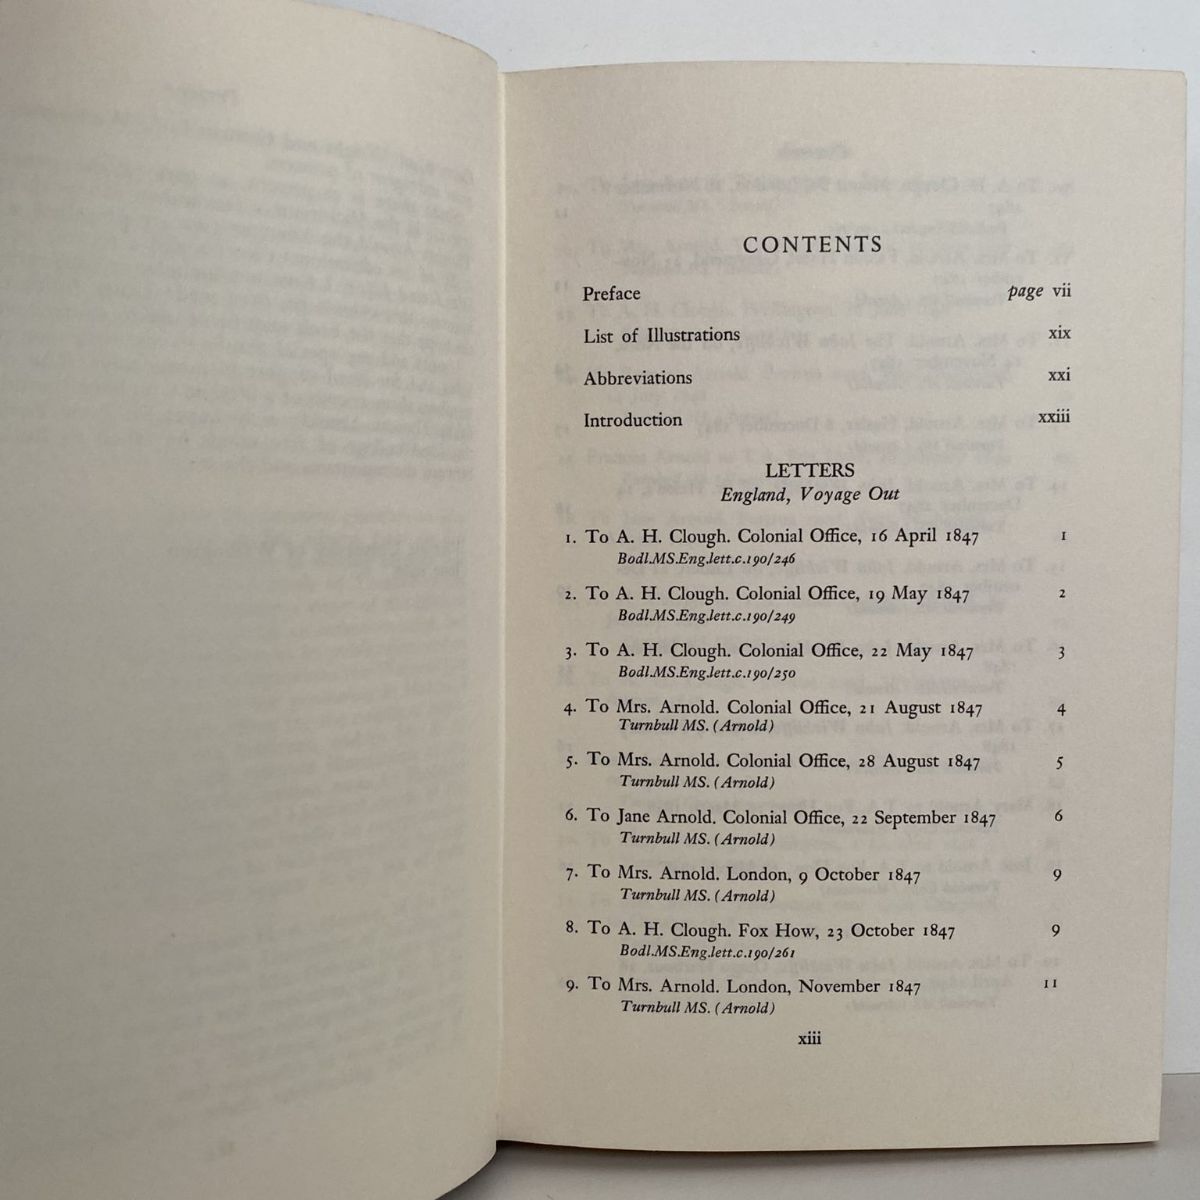 CONTENTS
Preface page vii
List of Illustrations xix
Abbreviations xxi
Introduction xxiii
LETTERS
England, Voyage Out
1. To A. H. Clough. Colonial Office, 16 April 1847 1
Bodl.MS.Eng.lett.c.190/246
2. To A. H. Clough. Colonial Office, 19 May 1847 2
Bodl.MS.Eng.lett.c.190/249
3. To A. H. Clough. Colonial Office, 22 May 1847 3
Bodl.MS.Eng.lett.c.190/250
4. To Mrs. Arnold. Colonial Office, 21 August 1847 4
Turnbull MS. (Arnold)
5. To Mrs. Arnold. Colonial Office, 28 August 1847 5
Turnbull MS. (Arnold)
6. To Jane Arnold. Colonial Office, 22 September 1847 6
Turnbull MS. (Arnold)
7. To Mrs. Arnold. London, 9 October 1847 9
Turnbull MS. (Arnold)
8. To A. H. Clough. Fox How, 23 October 1847 9
Bodl.MS.Eng.lett.c.190/261
9. To Mrs. Arnold. London, November 1847 11
Turnbull MS. (Arnold)
xiii